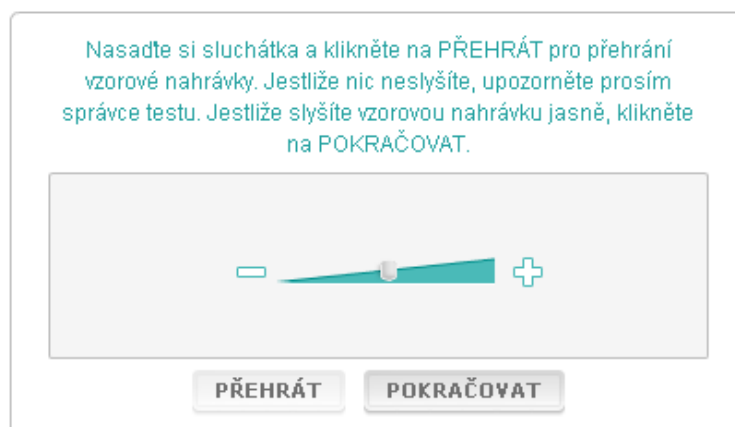 Nasaďte si sluchátka a klikněte na PŘEHRÁT pro přehrání
vzorové nahrávky. Jestliže nic neslyšíte, upozorněte prosím
správce testu. Jestliže slyšíte vzorovou nahrávku jasně, klikněte
na POKRAČOVAT.
PŘEHRÁT POKRAČOVAT